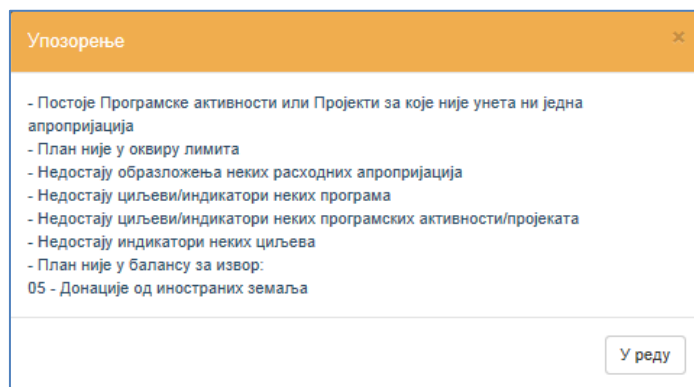 Упозорење
×
- Постоје Програмске активности или Пројекти за које није унета ни једна
апропријација
- План није у оквиру лимита
- Недостају образложења неких расходних апропријација
- Недостају циљеви/индикатори неких програма
- Недостају циљеви/индикатори неких програмских активности/пројеката
- Недостају индикатори неких циљева
- План није у балансу за извор:
05 - Донације од иностраних земаља
У реду